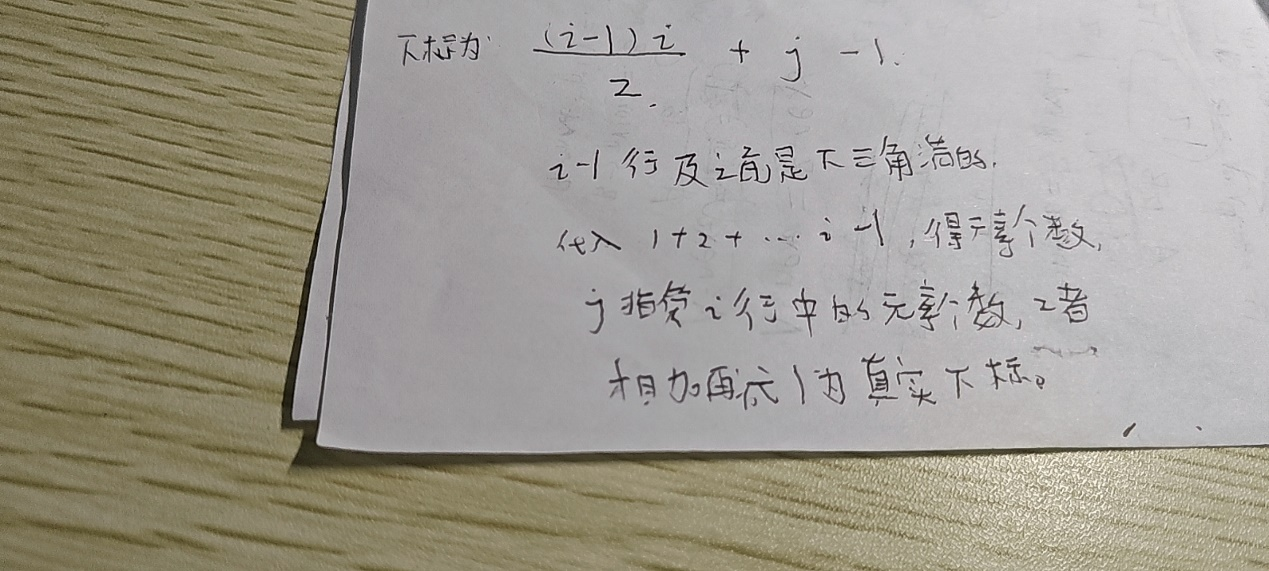 下标为 (i-1)i / 2 + j - 1.
i-1行及之前是下三角满的.
代入 1+2+…i-1,得元素个数,
j指第i行中的元素个数,2者
相加再减1为真实下标。